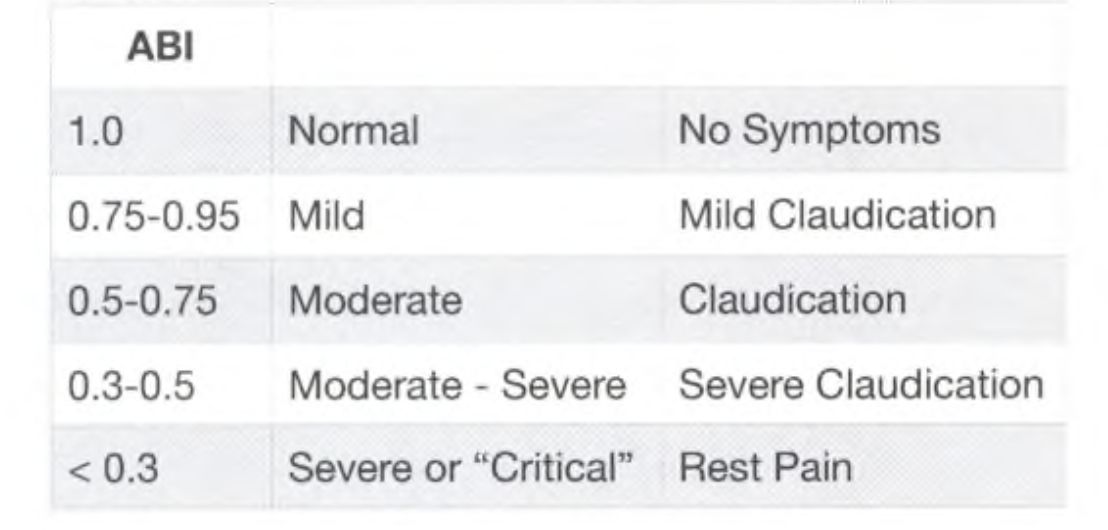 ABI
1.0 Normal No Symptoms
0.75-0.95 Mild Mild Claudication
0.5-0.75 Moderate Claudication
0.3-0.5 Moderate - Severe Severe Claudication
< 0.3 Severe or “Critical” Rest Pain